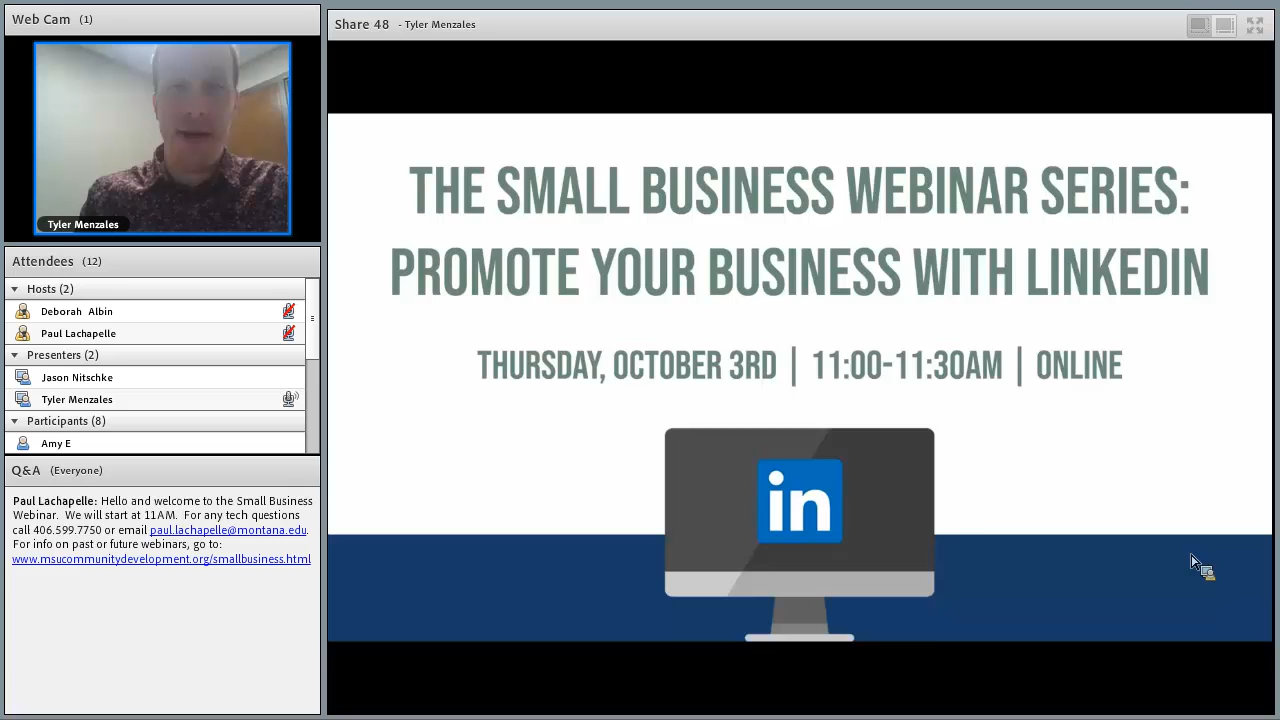 Web Cam (1)
Tyler Menzales
Attendees (12)
Hosts (2)
Deborah Albin
Paul Lachapelle
Presenters (2)
Jason Nitschke
Tyler Menzales
Participants (8)
Amy E
Q&A (Everyone)
Paul Lachapelle: Hello and welcome to the Small Business
Webinar. We will start at 11AM. For any tech questions
call 406.599.7750 or email paul.lachapelle@montana.edu.
For info on past or future webinars, go to:
www.msucommunitydevelopment.org/smallbusiness.html
Share 48 - Tyler Menzales
THE SMALL BUSINESS WEBINAR SERIES:
PROMOTE YOUR BUSINESS WITH LINKEDIN
THURSDAY, OCTOBER 3RD | 11:00-11:30AM | ONLINE
in